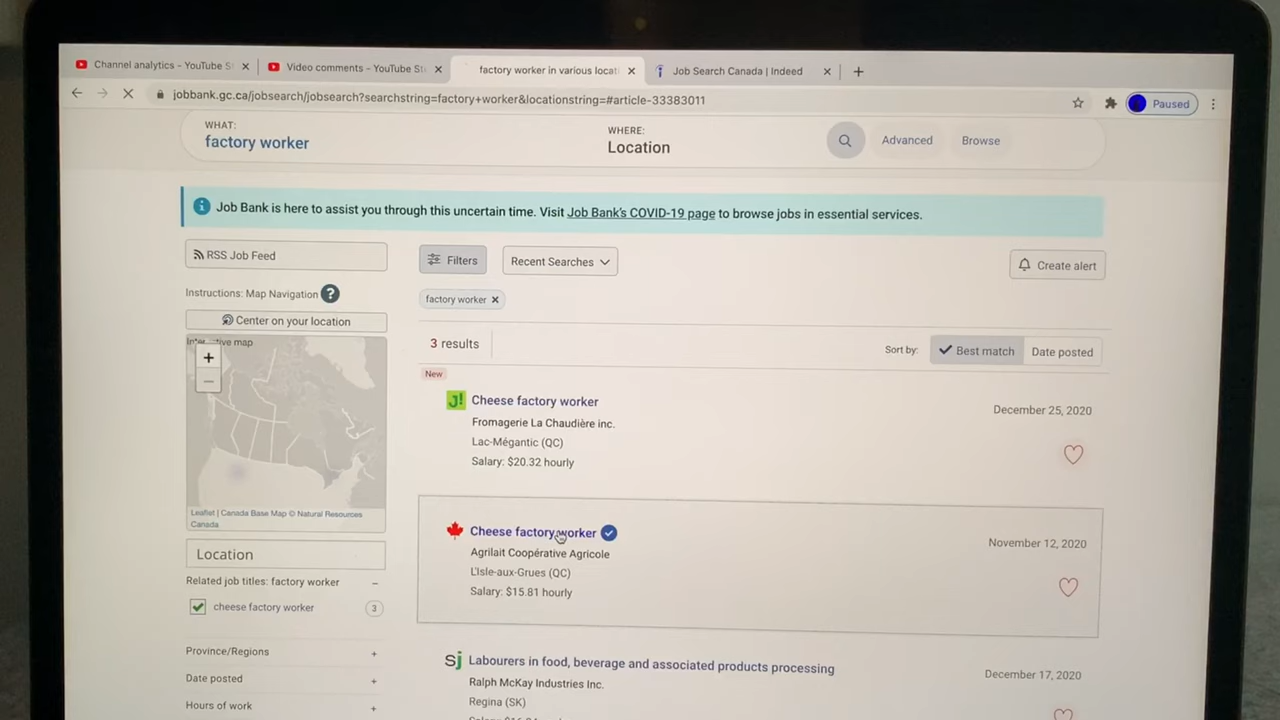 Channel analytics - YouTube S
Video comments - YouTube St
factory worker in various locat
Job Search Canada | Indeed
jobbank.gc.ca/jobsearch/jobsearch?searchstring=factory+worker&locationstring=#article-33383011
Paused
WHAT:
factory worker
WHERE:
Location
Advanced
Browse
Job Bank is here to assist you through this uncertain time. Visit Job Bank's COVID-19 page to browse jobs in essential services.
RSS Job Feed
Filters
Recent Searches
Create alert
Instructions: Map Navigation ?
factory worker ×
Center on your location
3 results
Sort by:
Best match
Date posted
+
−
New
J! Cheese factory worker
December 25, 2020
Fromagerie La Chaudière inc.
Lac-Mégantic (QC)
Salary: $20.32 hourly
Leaflet | Canada Base Map © Natural Resources
Canada
Cheese factory worker
November 12, 2020
Agrilait Coopérative Agricole
L'Isle-aux-Grues (QC)
Salary: $15.81 hourly
Location
Related job titles: factory worker −
cheese factory worker 3
Province/Regions +
Date posted +
Hours of work +
Sj Labourers in food, beverage and associated products processing
December 17, 2020
Ralph McKay Industries Inc.
Regina (SK)